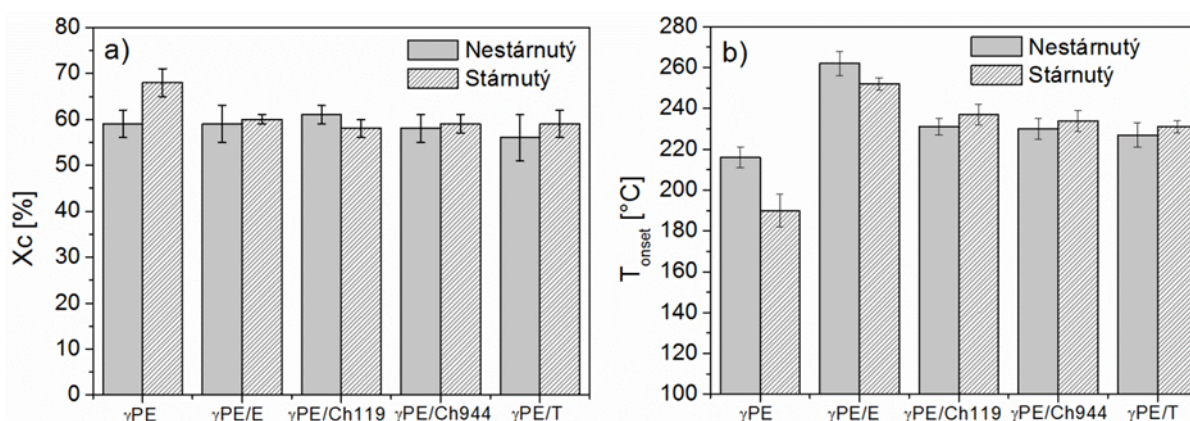 a)
Nestárnutý
Stárnutý
Xc [%]
80
70
60
50
40
30
20
10
0
γPE γPE/E γPE/Ch119 γPE/Ch944 γPE/T
b)
Nestárnutý
Stárnutý
Tonset [°C]
280
260
240
220
200
180
160
140
120
100
γPE γPE/E γPE/Ch119 γPE/Ch944 γPE/T